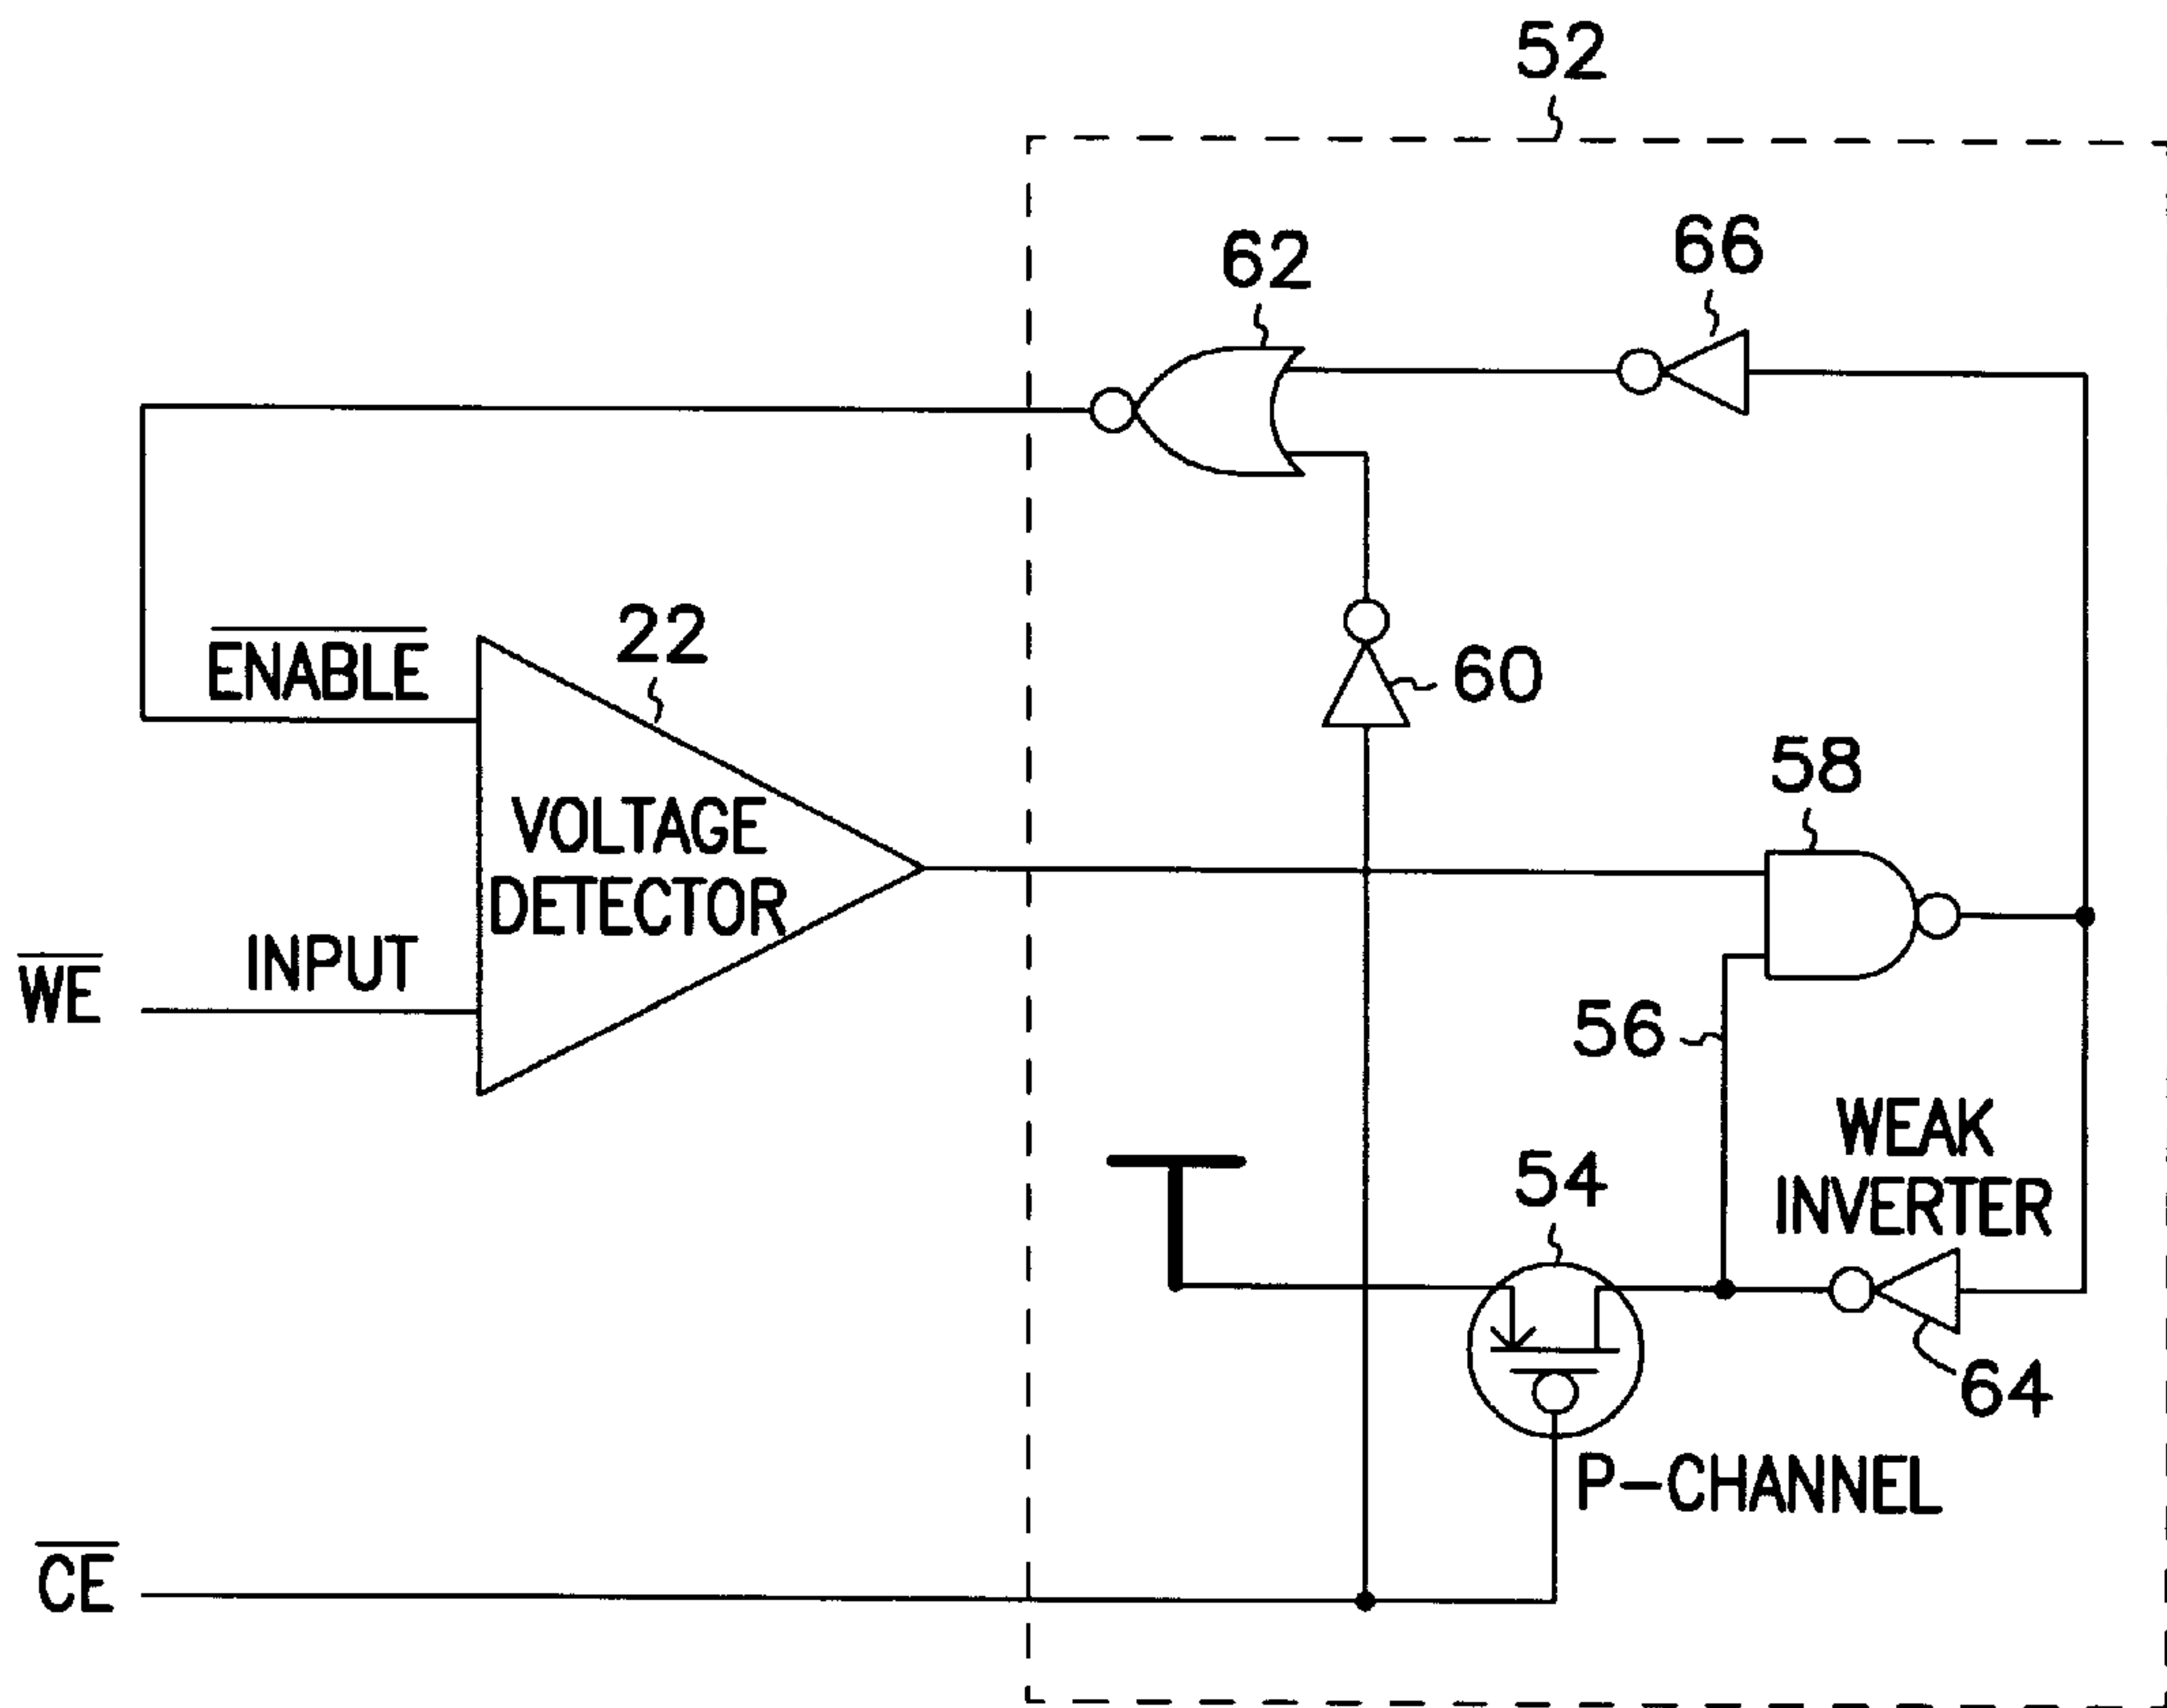 52
66
62
22
ENABLE
60
58
VOLTAGE
DETECTOR
INPUT
WE
56
WEAK
INVERTER
54
64
P-CHANNEL
CE